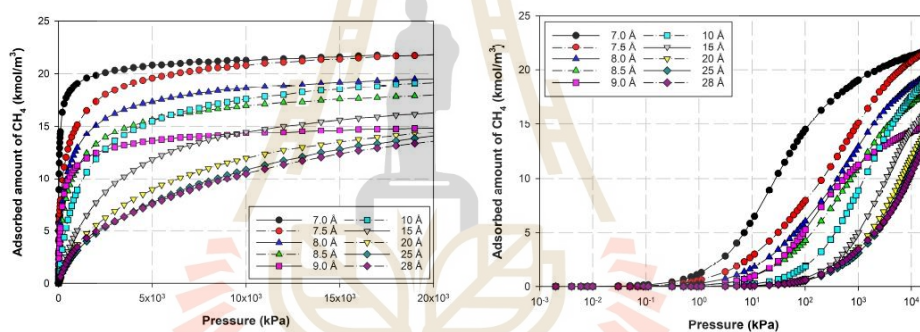 25
20
15
10
5
0
Adsorbed amount of CH₄ (kmol/m³)
7.0 Å
7.5 Å
8.0 Å
8.5 Å
9.0 Å
10 Å
15 Å
20 Å
25 Å
28 Å
0
5x10³
10x10³
15x10³
20x10³
Pressure (kPa)
25
20
15
10
5
0
Adsorbed amount of CH₄ (kmol/m³)
7.0 Å
7.5 Å
8.0 Å
8.5 Å
9.0 Å
10 Å
15 Å
20 Å
25 Å
28 Å
10⁻³
10⁻²
10⁻¹
10⁰
10¹
10²
10³
10⁴
Pressure (kPa)